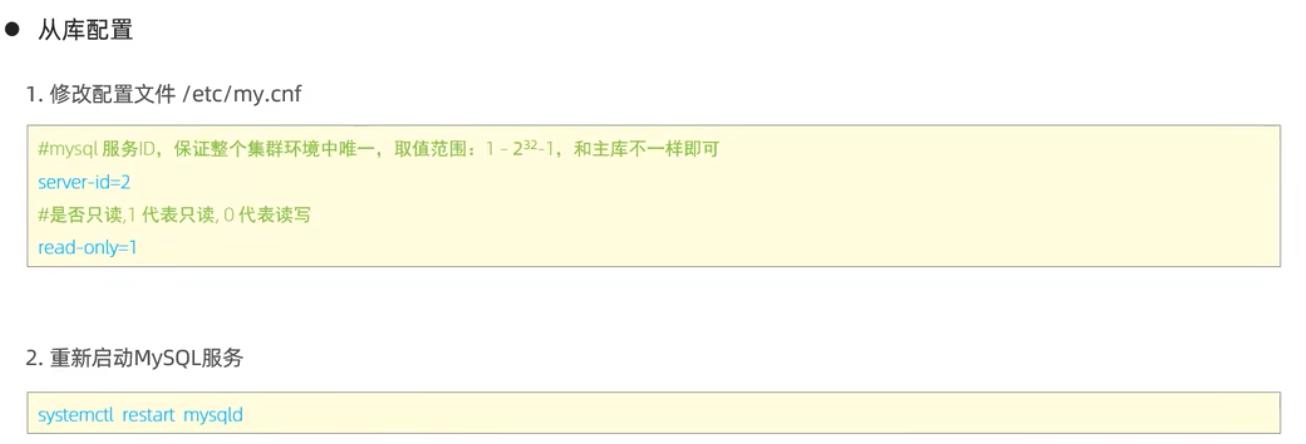 ● 从库配置
1. 修改配置文件 /etc/my.cnf
#mysql 服务ID，保证整个集群环境中唯一，取值范围：1 – 2³²-1，和主库不一样即可
server-id=2
#是否只读,1 代表只读, 0 代表读写
read-only=1
2. 重新启动MySQL服务
systemctl restart mysqld